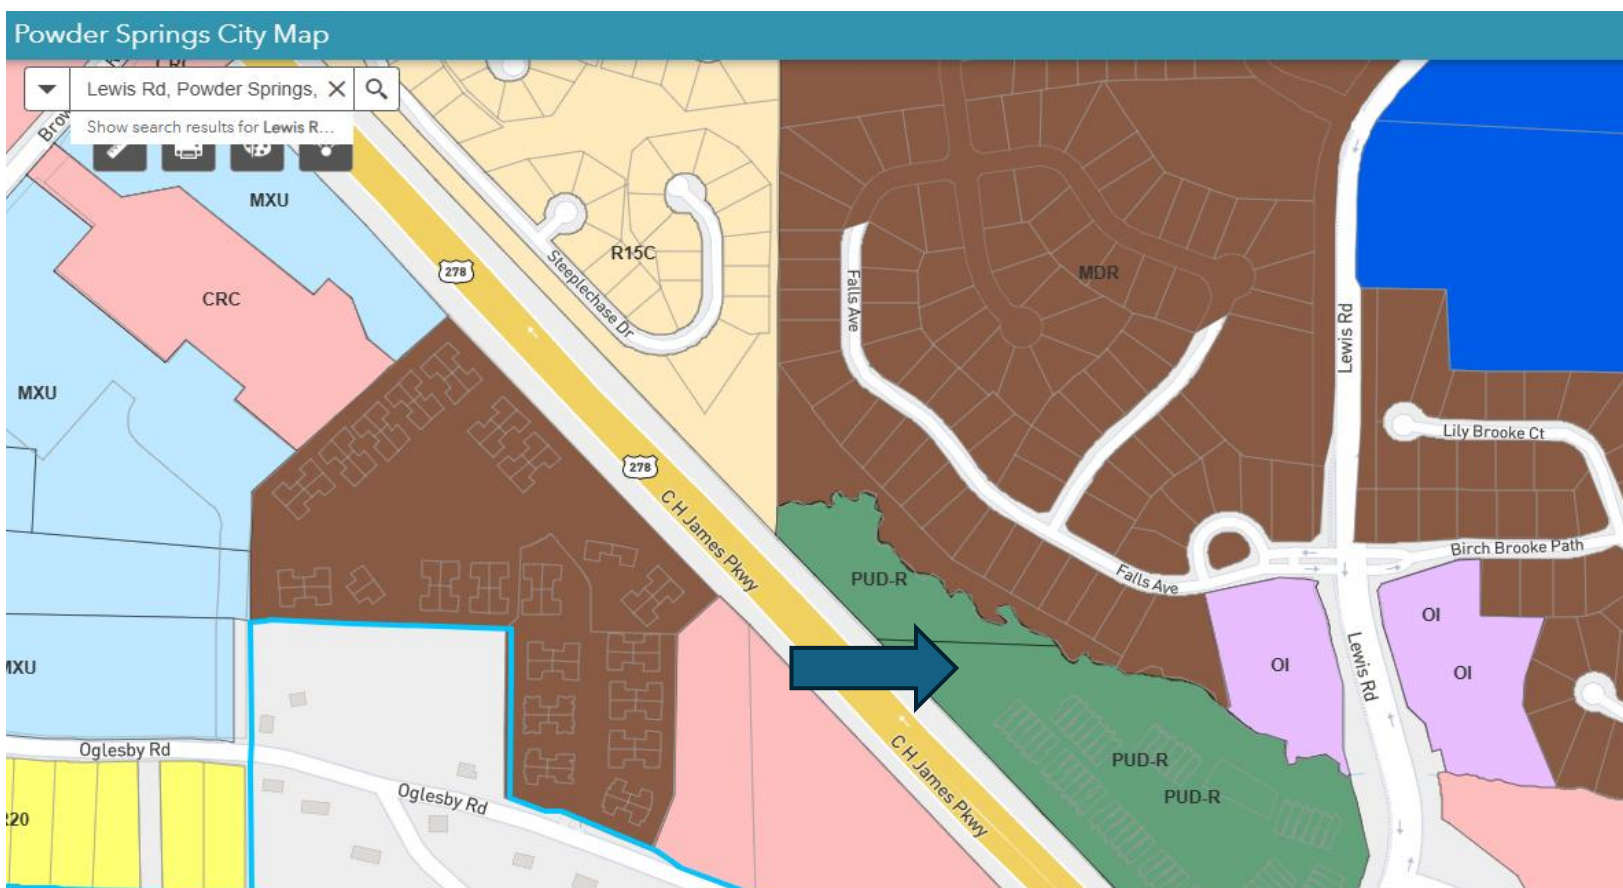 Powder Springs City Map
CRC
Lewis Rd, Powder Springs,
Show search results for Lewis R...
MXU
R15C
MDR
278
Steeplechase Dr
Falls Ave
CRC
Lewis Rd
MXU
Lily Brooke Ct
278
C H James Pkwy
Birch Brooke Path
PUD-R
Falls Ave
OI
OI
OI
Lewis Rd
Oglesby Rd
C H James Pkwy
PUD-R
PUD-R
Oglesby Rd